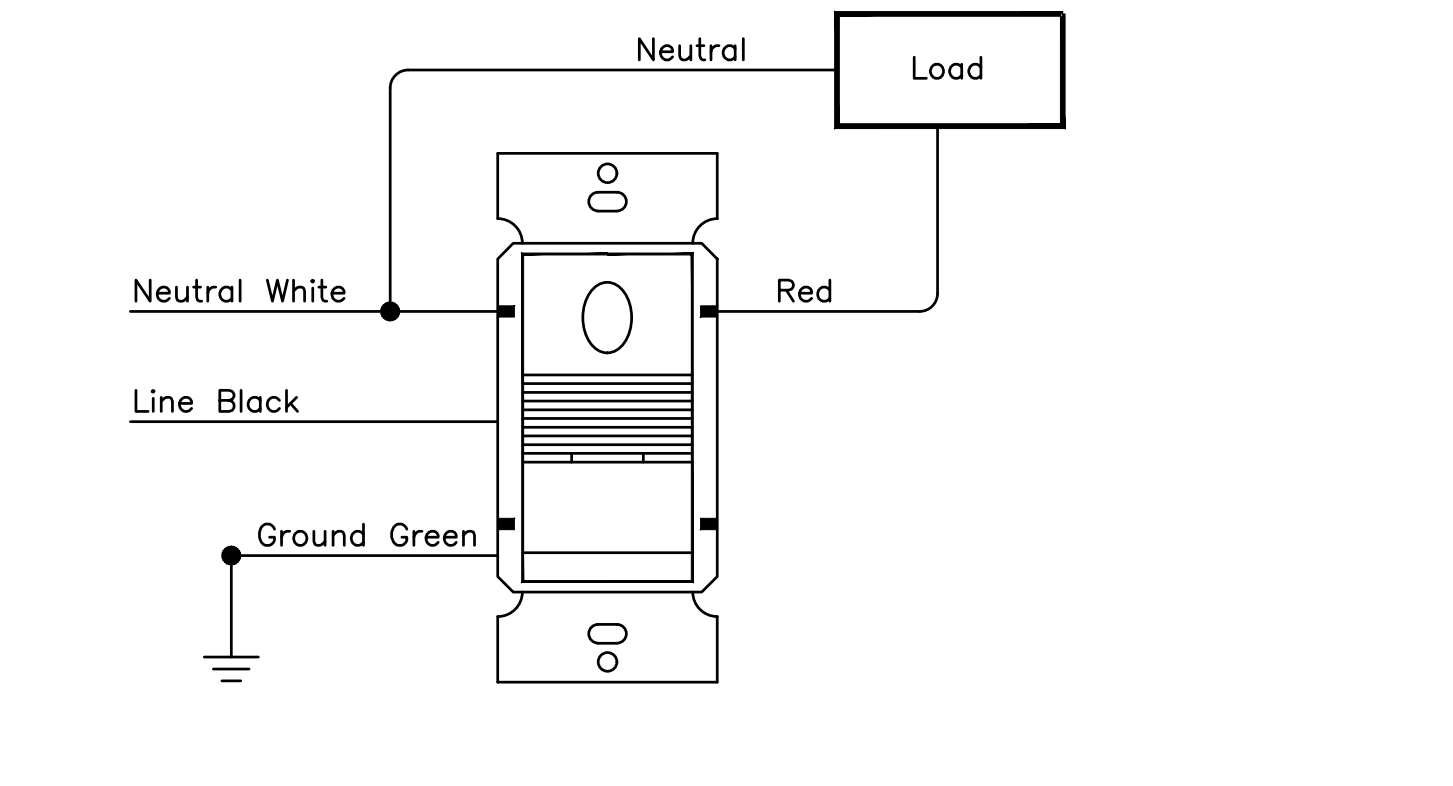 Neutral
Load
Neutral White
Red
Line Black
Ground Green